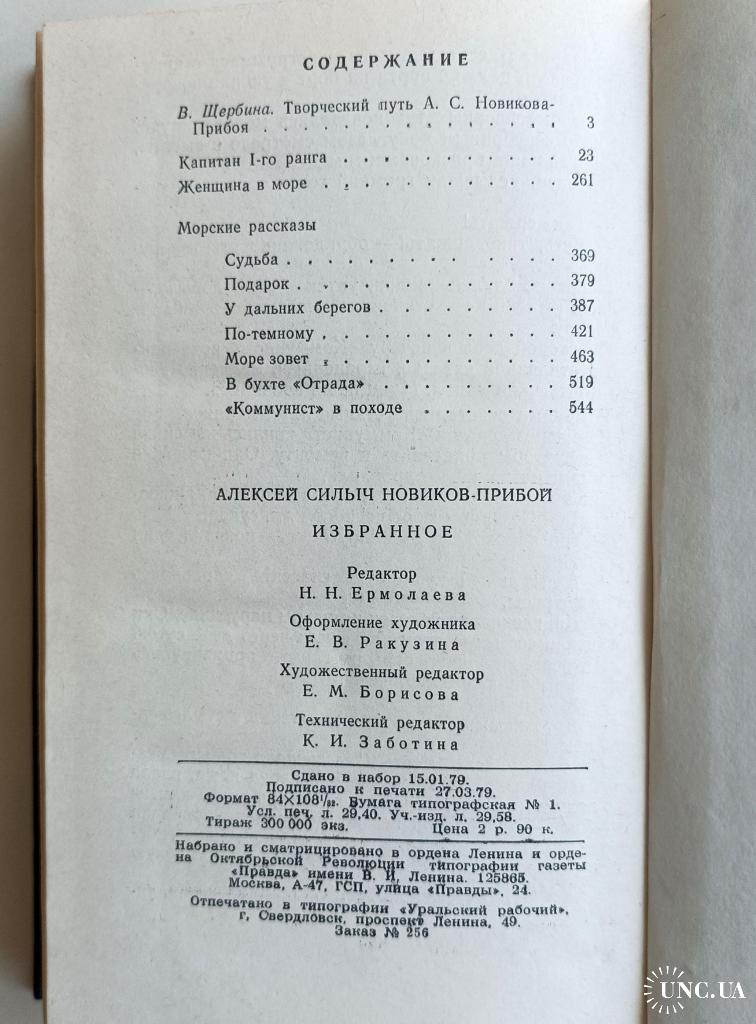 СОДЕРЖАНИЕ
В. Щербина. Творческий путь А. С. Новикова-
Прибоя . . . . . . . . . . . . . . 3
Капитан I-го ранга . . . . . . . . . . . 23
Женщина в море . . . . . . . . . . . . 261
Морские рассказы
Судьба . . . . . . . . . . . . . 369
Подарок . . . . . . . . . . . . . 379
У дальних берегов . . . . . . . . . 387
По-темному . . . . . . . . . . . . 421
Море зовет . . . . . . . . . . . . 463
В бухте «Отрада» . . . . . . . . . 519
«Коммунист» в походе . . . . . . . 544
АЛЕКСЕЙ СИЛЫЧ НОВИКОВ-ПРИБОЙ
ИЗБРАННОЕ
Редактор
Н. Н. Ермолаева
Оформление художника
Е. В. Ракузина
Художественный редактор
Е. М. Борисова
Технический редактор
К. И. Заботина
Сдано в набор 15.01.79.
Подписано к печати 27.03.79.
Формат 84×108¹/₃₂. Бумага типографская № 1.
Усл. печ. л. 29,40. Уч.-изд. л. 29,58.
Тираж 300 000 экз. Цена 2 р. 90 к.
Набрано и сматрицировано в ордена Ленина и орде-
на Октябрьской Революции типографии газеты
«Правда» имени В. И. Ленина. 125865.
Москва, А-47, ГСП, улица «Правды», 24.
Отпечатано в типографии «Уральский рабочий»,
г. Свердловск, проспект Ленина, 49.
Заказ № 256
UNC.UA